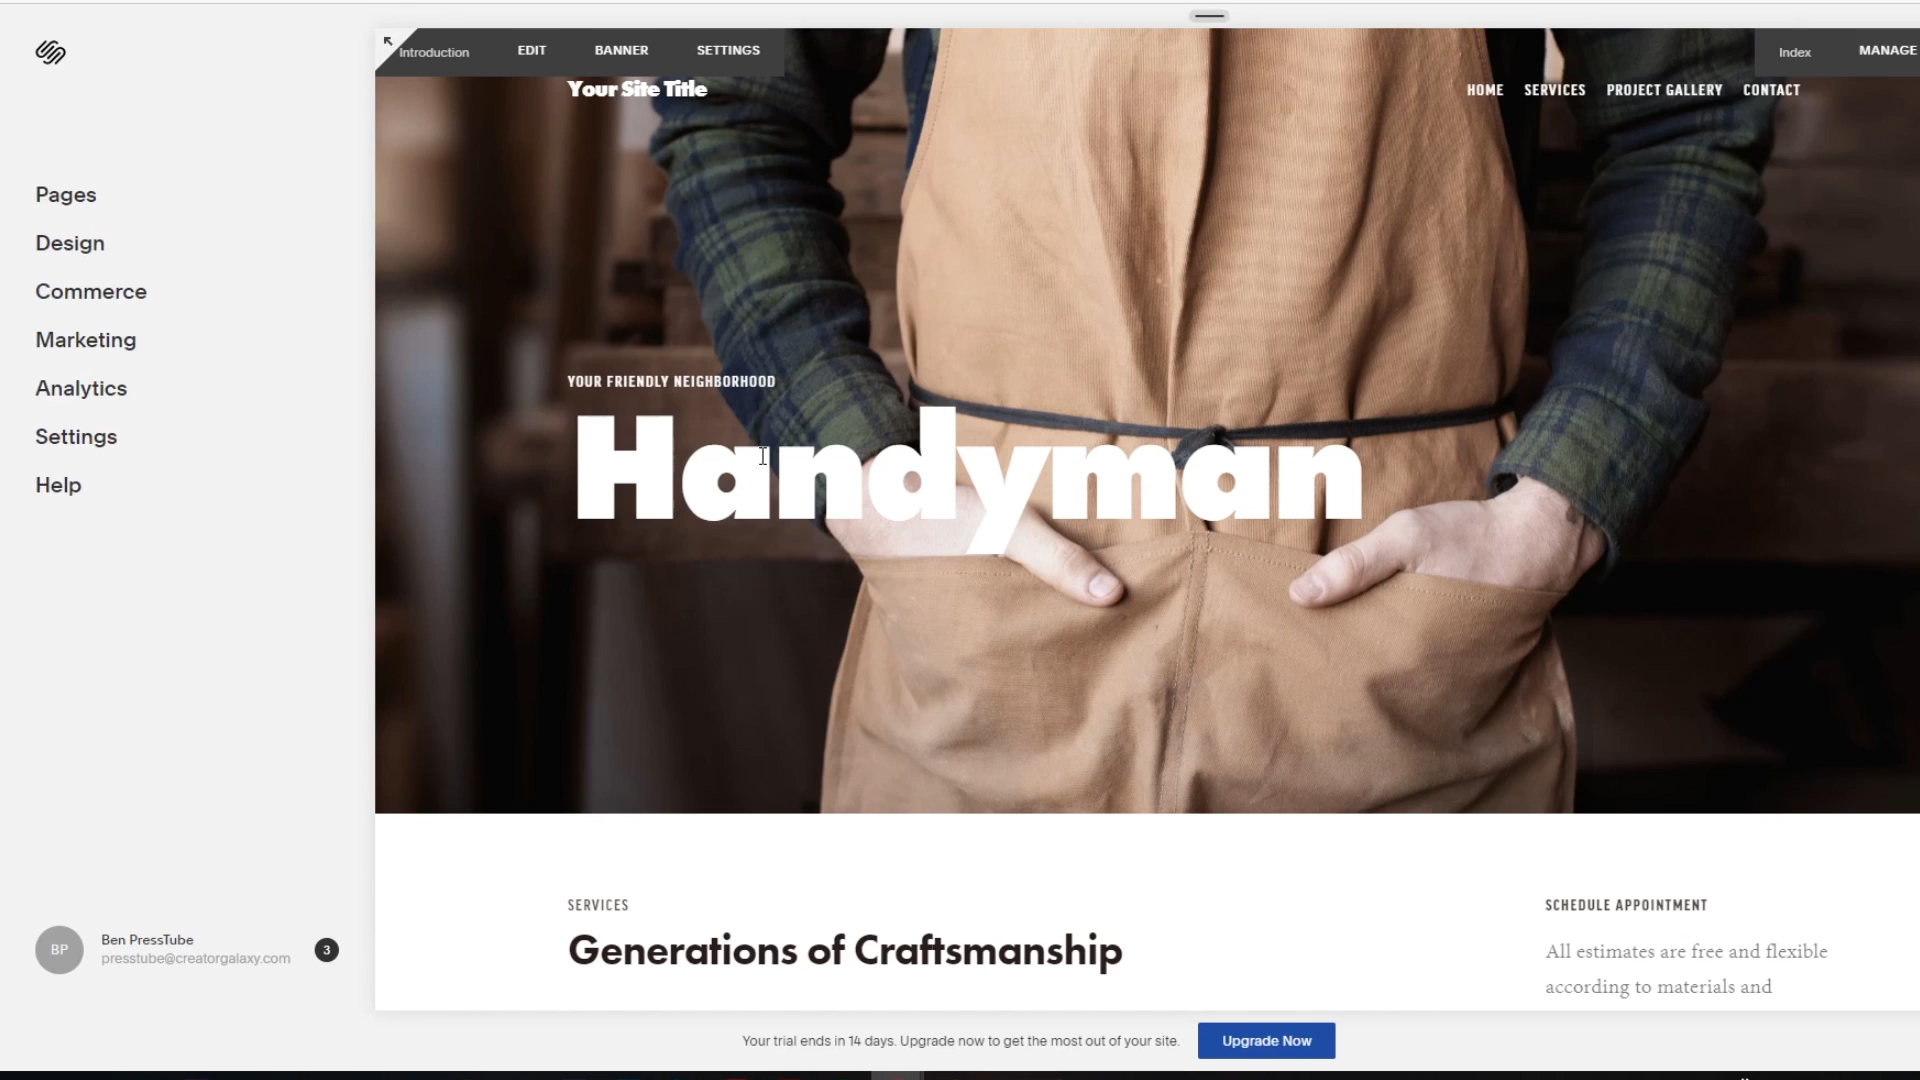 Introduction
EDIT
BANNER
SETTINGS
Index
MANAGE
Your Site Title
HOME
SERVICES
PROJECT GALLERY
CONTACT
Pages
Design
Commerce
Marketing
Analytics
Settings
Help
YOUR FRIENDLY NEIGHBORHOOD
Handyman
SERVICES
Generations of Craftsmanship
SCHEDULE APPOINTMENT
All estimates are free and flexible
according to materials and
BP
Ben PressTube
presstube@creatorgalaxy.com
3
Your trial ends in 14 days. Upgrade now to get the most out of your site.
Upgrade Now